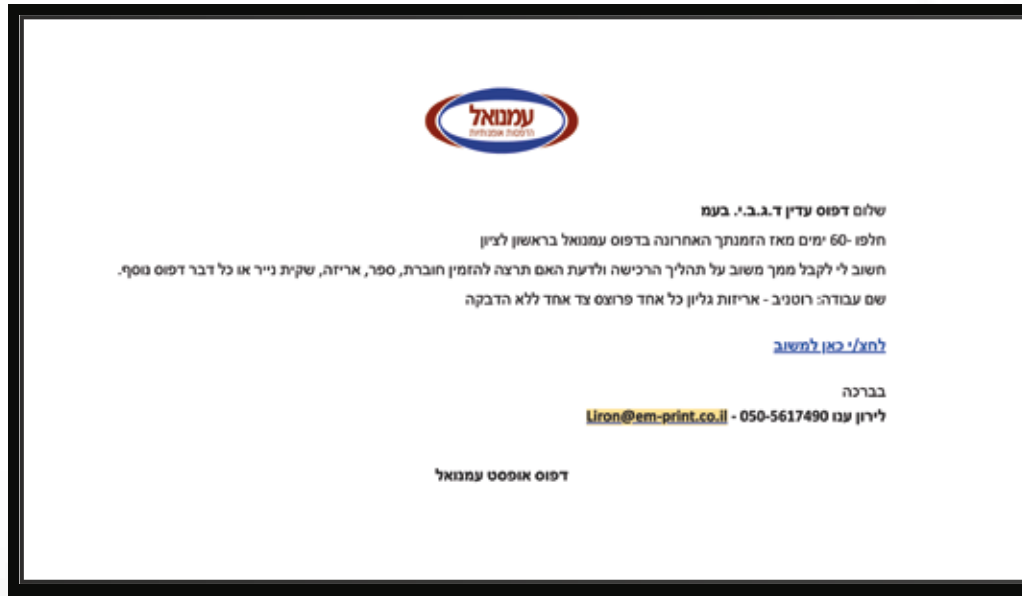 עמנואל
הדפסות אופנתיות
שלום דפוס עדין ד.ג.ב.י. בעמ
חלפו -60 ימים מאז הזמנתך האחרונה בדפוס עמנואל בראשון לציון
חשוב לי לקבל ממך משוב על תהליך הרכישה ולדעת האם תרצה להזמין חוברת, ספר, אריזה, שקית נייר או כל דבר דפוס נוסף.
שם עבודה: רוטניב - אריזות גליון כל אחד פרוצס צד אחד ללא הדבקה
לחצ/י כאן למשוב
בברכה
לירון ענו 050-5617490 - Liron@em-print.co.il
דפוס אופסט עמנואל